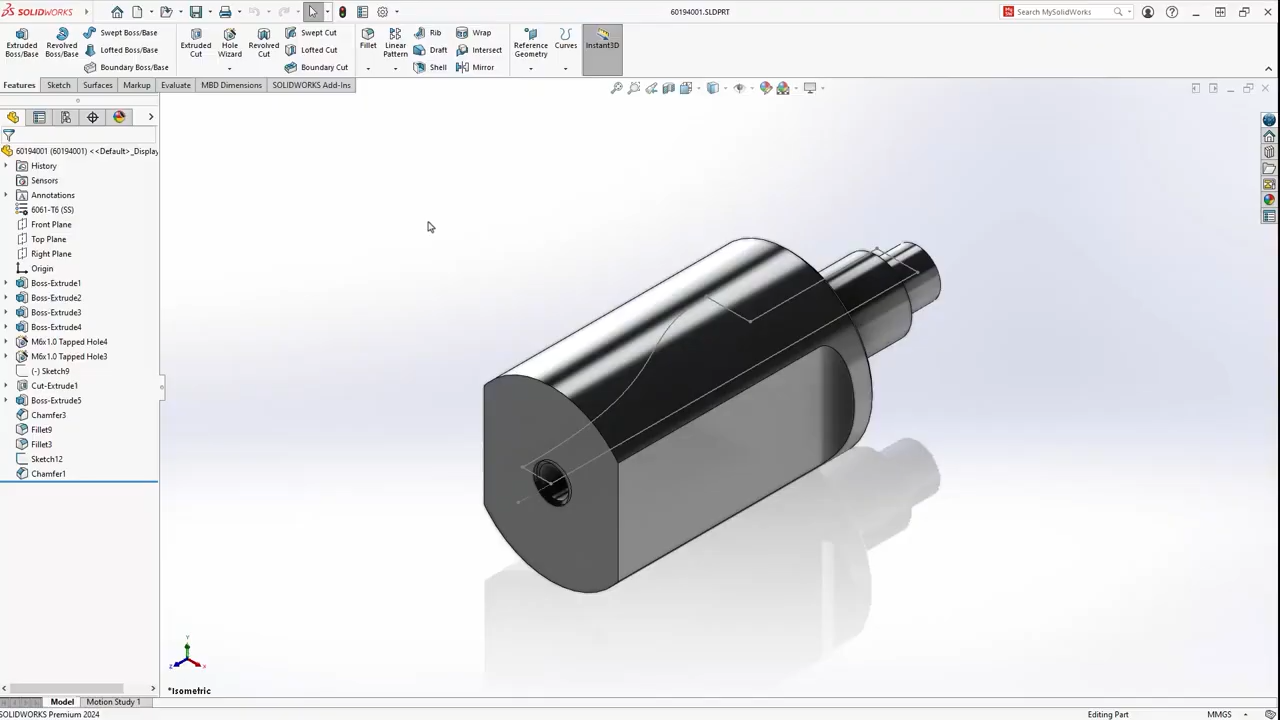 SOLIDWORKS
60194001.SLDPRT
Search MySolidWorks
Extruded Boss/Base
Revolved Boss/Base
Swept Boss/Base
Lofted Boss/Base
Boundary Boss/Base
Extruded Cut
Hole Wizard
Revolved Cut
Swept Cut
Lofted Cut
Boundary Cut
Fillet
Linear Pattern
Rib
Draft
Shell
Wrap
Intersect
Mirror
Reference Geometry
Curves
Instant3D
Features
Sketch
Surfaces
Markup
Evaluate
MBD Dimensions
SOLIDWORKS Add-Ins
60194001 (60194001) <<Default>_Display
History
Sensors
Annotations
6061-T6 (SS)
Front Plane
Top Plane
Right Plane
Origin
Boss-Extrude1
Boss-Extrude2
Boss-Extrude3
Boss-Extrude4
M6x1.0 Tapped Hole4
M6x1.0 Tapped Hole3
(-) Sketch9
Cut-Extrude1
Boss-Extrude5
Chamfer3
Fillet9
Fillet3
Sketch12
Chamfer1
Y
Z
X
*Isometric
Model
Motion Study 1
SOLIDWORKS Premium 2024
Editing Part
MMGS